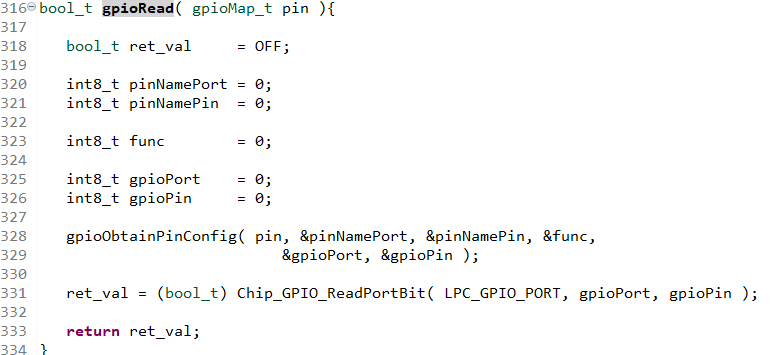 316 bool_t gpioRead( gpioMap_t pin ){
317
318    bool_t ret_val     = OFF;
319
320    int8_t pinNamePort = 0;
321    int8_t pinNamePin  = 0;
322
323    int8_t func        = 0;
324
325    int8_t gpioPort    = 0;
326    int8_t gpioPin     = 0;
327
328    gpioObtainPinConfig( pin, &pinNamePort, &pinNamePin, &func,
329                            &gpioPort, &gpioPin );
330
331    ret_val = (bool_t) Chip_GPIO_ReadPortBit( LPC_GPIO_PORT, gpioPort, gpioPin );
332
333    return ret_val;
334 }